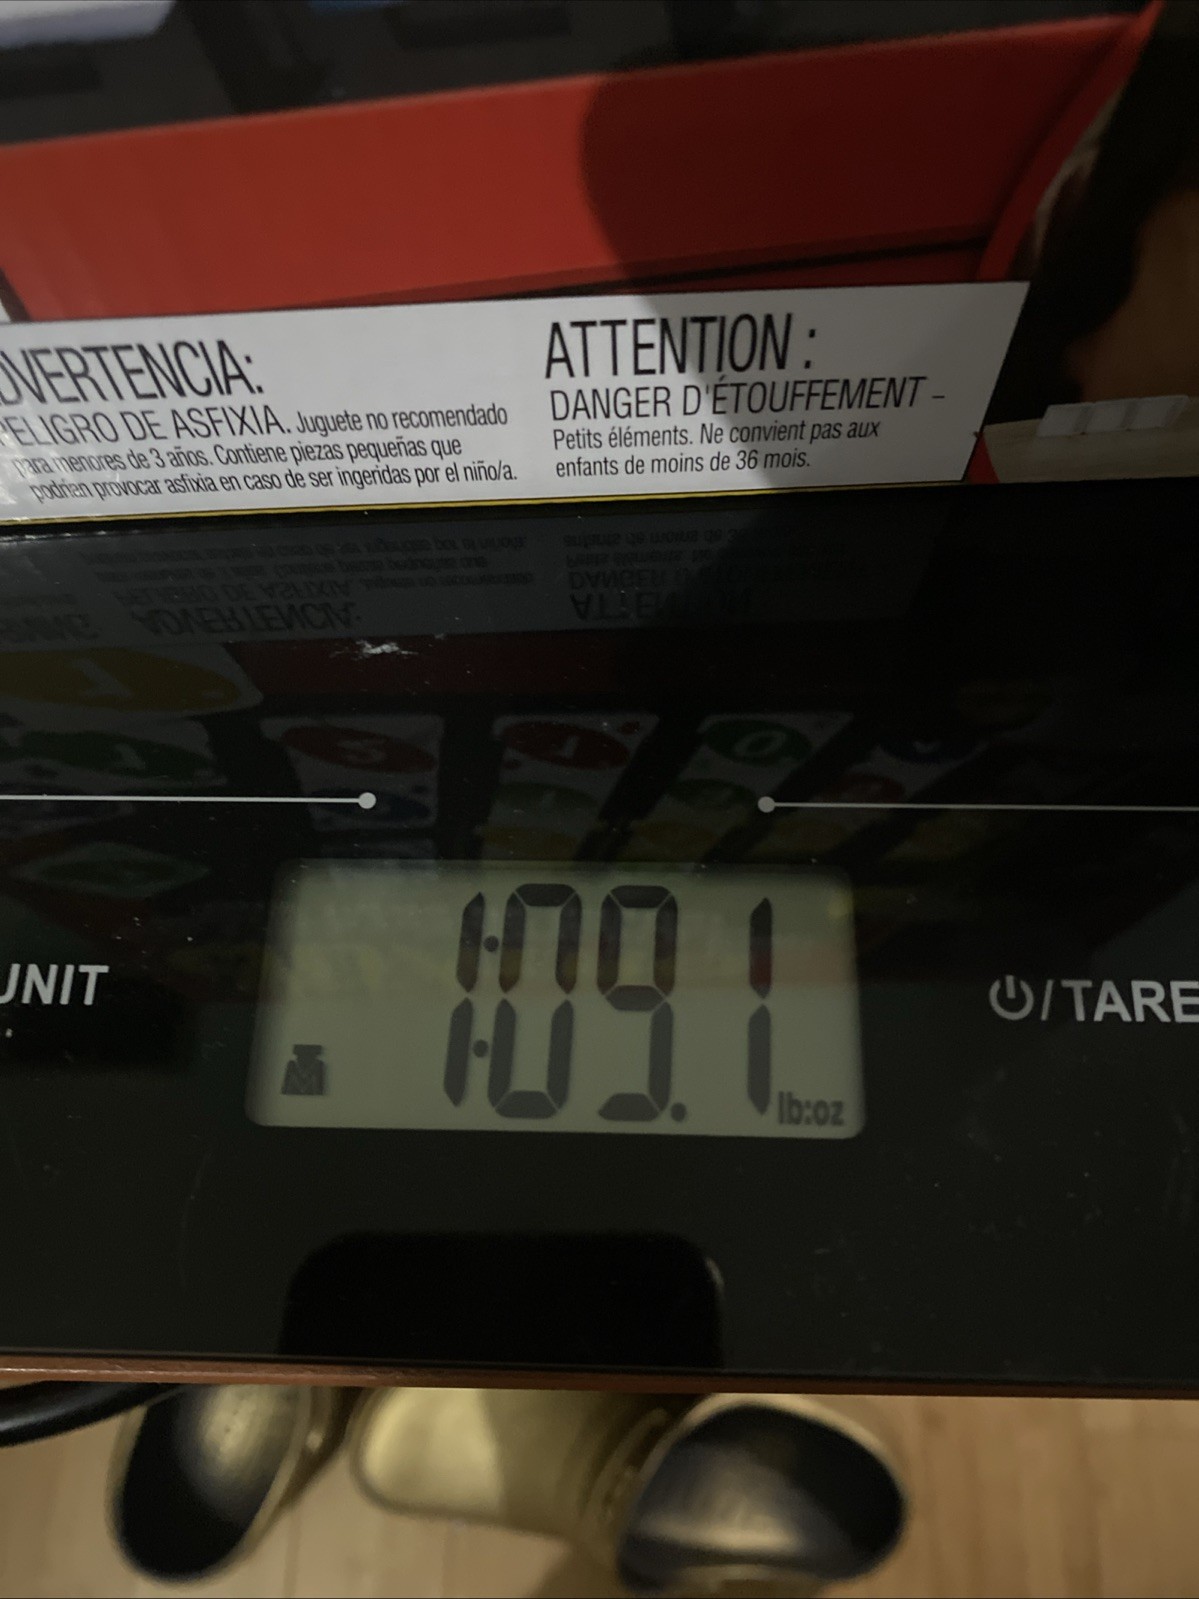 DVERTENCIA:
PELIGRO DE ASFIXIA. Juguete no recomendado
para menores de 3 años. Contiene piezas pequeñas que
podrían provocar asfixia en caso de ser ingeridas por el niño/a.
ATTENTION :
DANGER D'ÉTOUFFEMENT –
Petits éléments. Ne convient pas aux
enfants de moins de 36 mois.
UNIT
1:09.1
lb:oz
/TARE